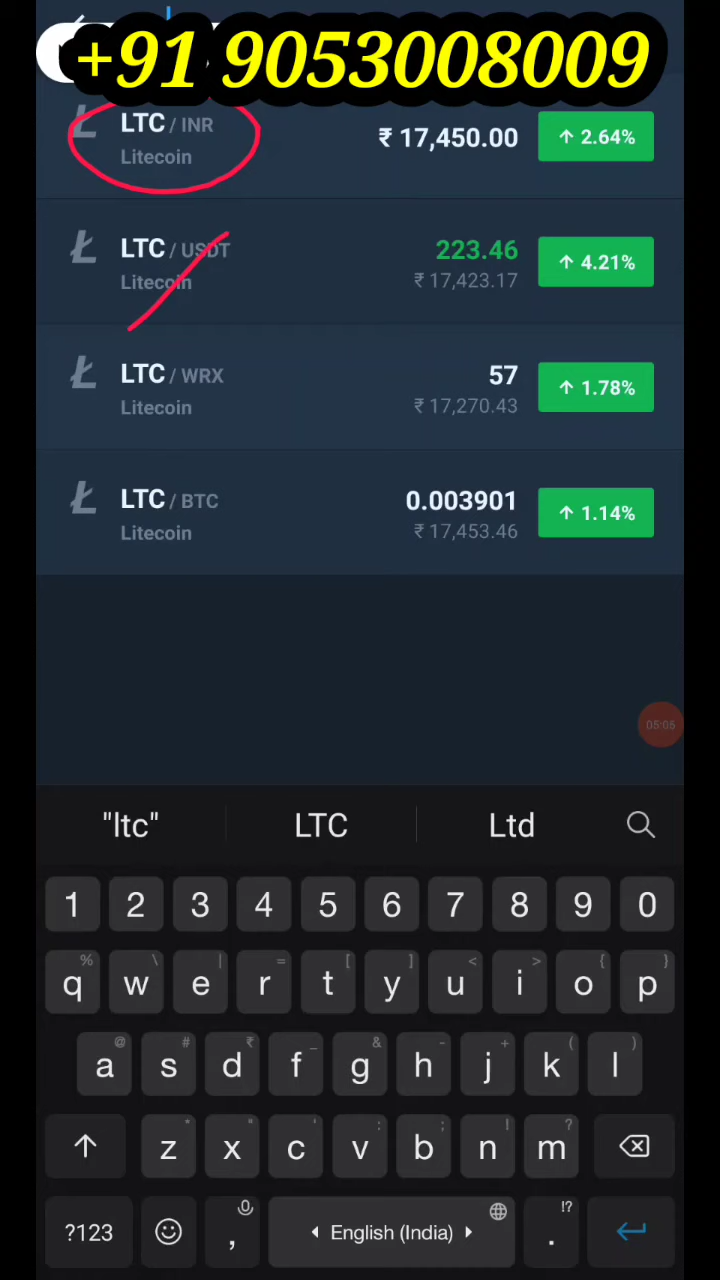 +91 9053008009
LTC / INR
Litecoin
₹ 17,450.00
↑ 2.64%
LTC / USDT
Litecoin
223.46
₹ 17,423.17
↑ 4.21%
LTC / WRX
Litecoin
57
₹ 17,270.43
↑ 1.78%
LTC / BTC
Litecoin
0.003901
₹ 17,453.46
↑ 1.14%
05:05
"ltc" LTC Ltd
1 2 3 4 5 6 7 8 9 0
% \ | = [ ] < > { }
q w e r t y u i o p
@ # ₹ _ & - + ( )
a s d f g h j k l
* " ' : ; ! ?
z x c v b n m
?123 , English (India) !? .